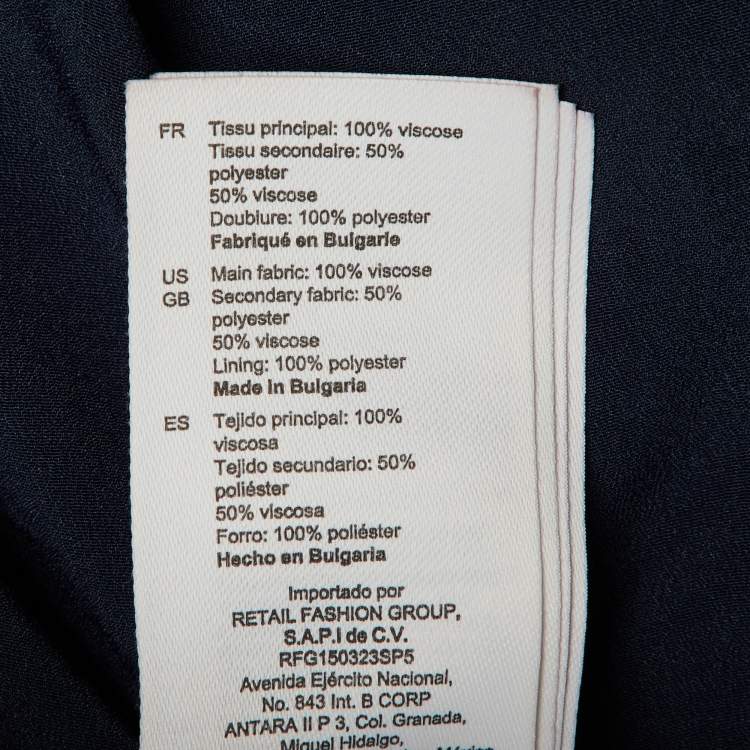 FR Tissu principal: 100% viscose
Tissu secondaire: 50%
polyester
50% viscose
Doublure: 100% polyester
Fabriqué en Bulgarie
US Main fabric: 100% viscose
GB Secondary fabric: 50%
polyester
50% viscose
Lining: 100% polyester
Made in Bulgaria
ES Tejido principal: 100%
viscosa
Tejido secundario: 50%
poliéster
50% viscosa
Forro: 100% poliéster
Hecho en Bulgaria
Importado por
RETAIL FASHION GROUP,
S.A.P.I de C.V.
RFG150323SP5
Avenida Ejército Nacional,
No. 843 Int. B CORP
ANTARA II P 3, Col. Granada,
Miguel Hidalgo,